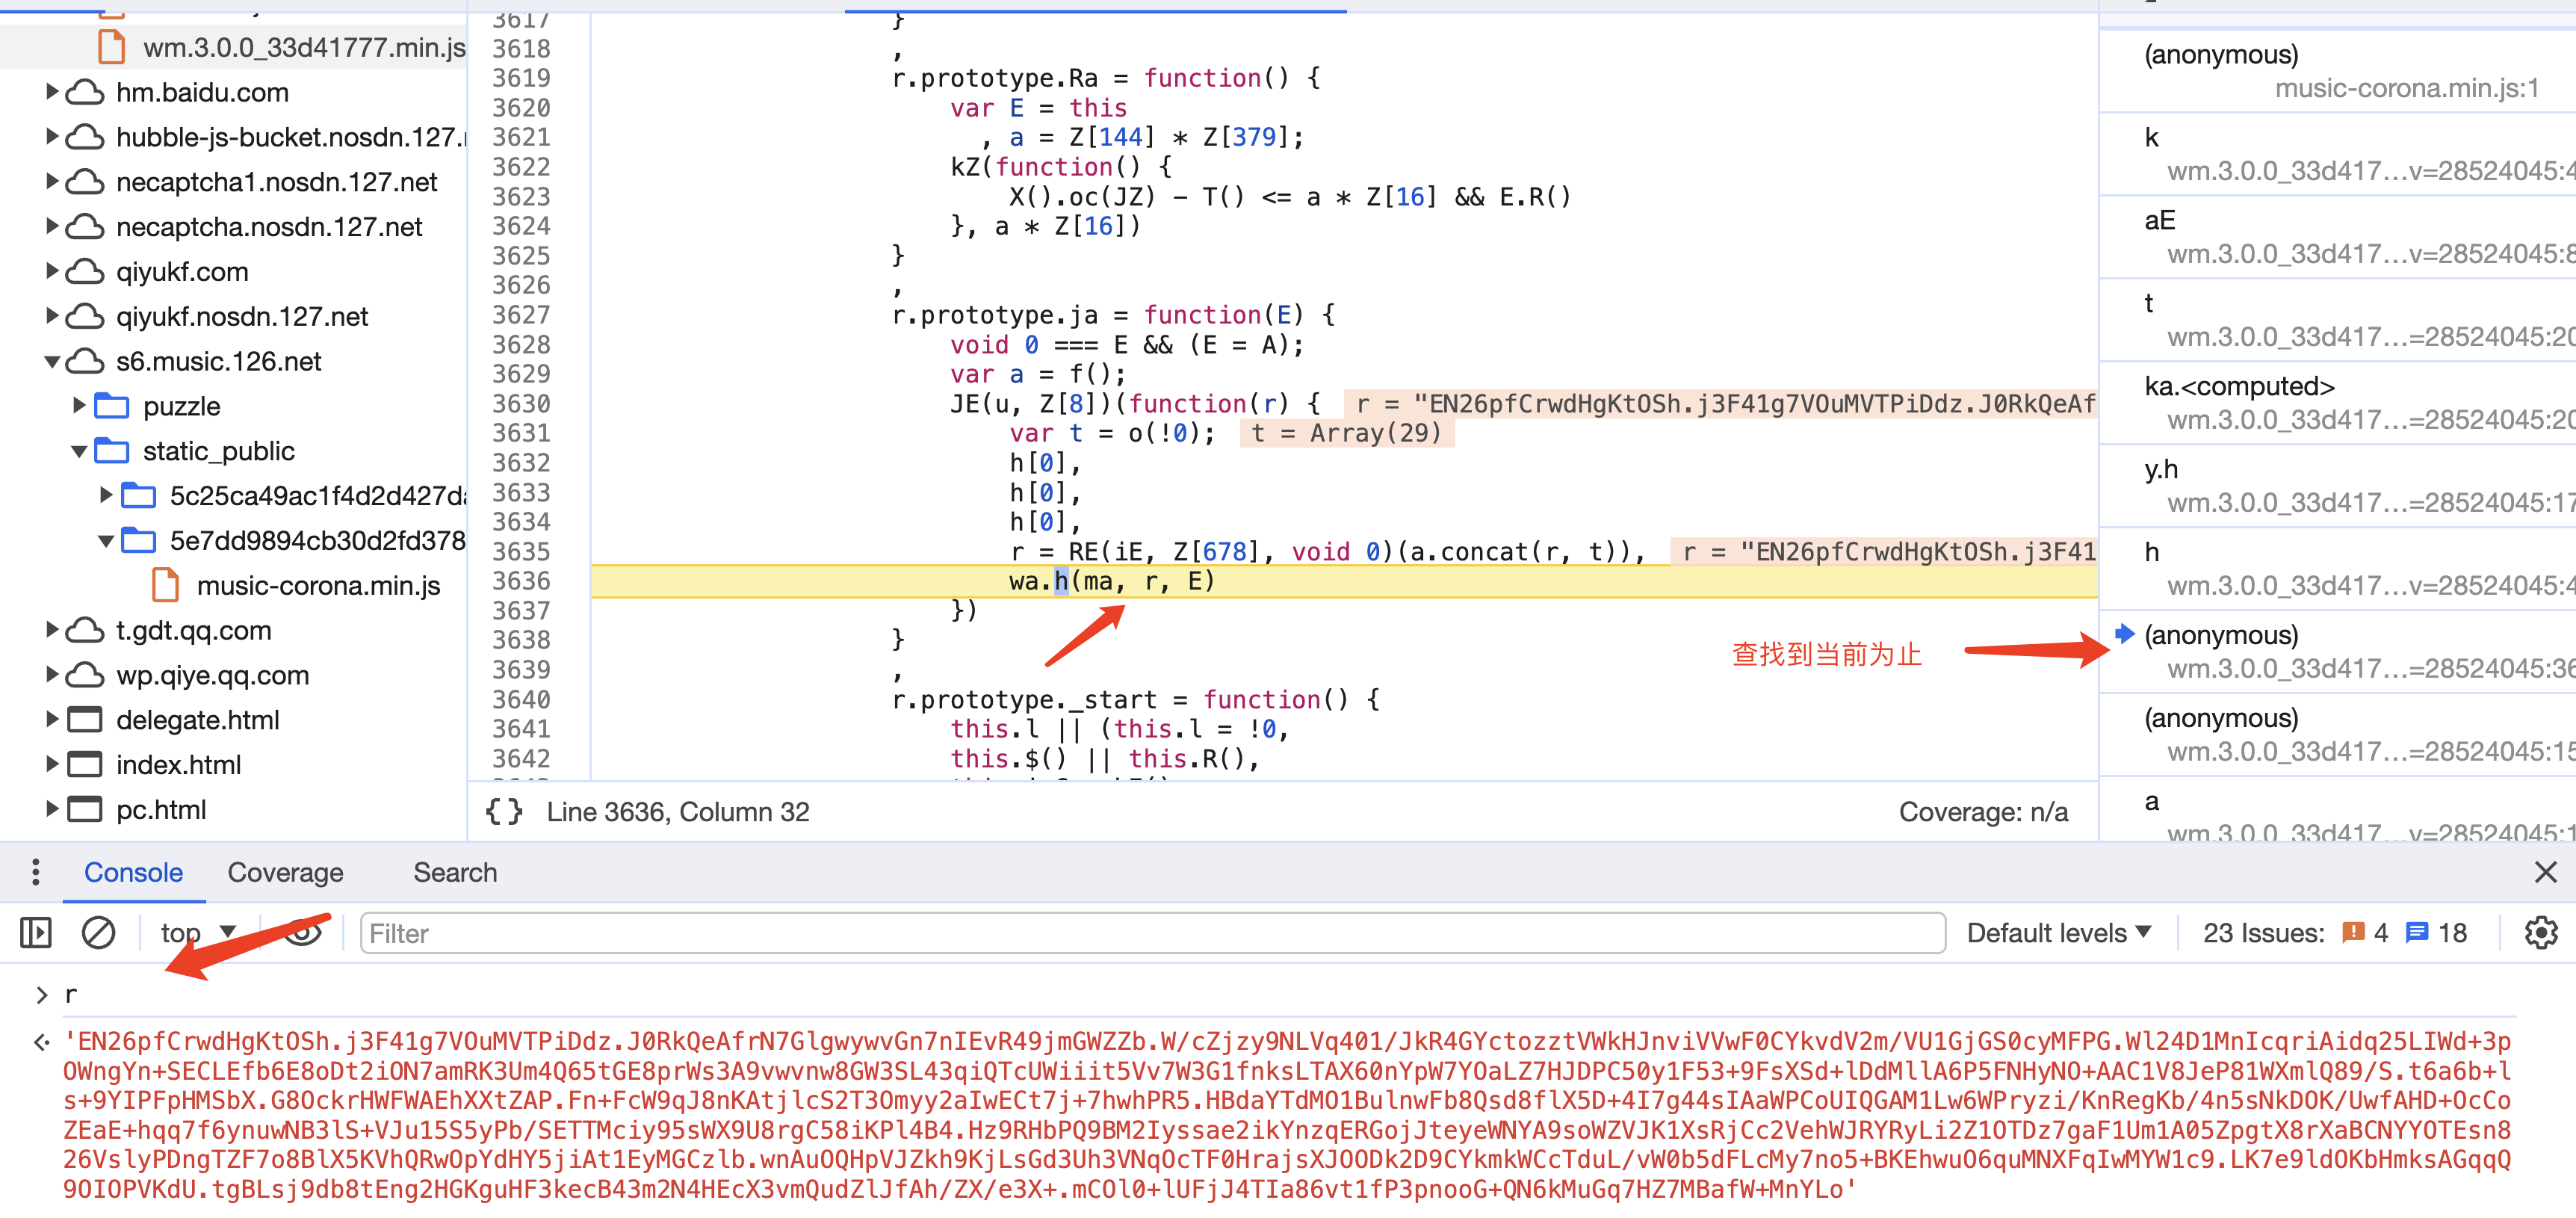 wm.3.0.0_33d41777.min.js
hm.baidu.com
hubble-js-bucket.nosdn.127.
necaptcha1.nosdn.127.net
necaptcha.nosdn.127.net
qiyukf.com
qiyukf.nosdn.127.net
s6.music.126.net
puzzle
static_public
5c25ca49ac1f4d2d427d
5e7dd9894cb30d2fd378
music-corona.min.js
t.gdt.qq.com
wp.qiye.qq.com
delegate.html
index.html
pc.html
3617 }
3618 ,
3619 r.prototype.Ra = function() {
3620 var E = this
3621 , a = Z[144] * Z[379];
3622 kZ(function() {
3623 X().oc(JZ) - T() <= a * Z[16] && E.R()
3624 }, a * Z[16])
3625 }
3626 ,
3627 r.prototype.ja = function(E) {
3628 void 0 === E && (E = A);
3629 var a = f();
3630 JE(u, Z[8])(function(r) { r = "EN26pfCrwdHgKtOSh.j3F41g7VOuMVTPiDdz.J0RkQeAf
3631 var t = o(!0); t = Array(29)
3632 h[0],
3633 h[0],
3634 h[0],
3635 r = RE(iE, Z[678], void 0)(a.concat(r, t)), r = "EN26pfCrwdHgKtOSh.j3F41
3636 wa.h(ma, r, E)
3637 })
3638 }
3639 ,
3640 r.prototype._start = function() {
3641 this.l || (this.l = !0,
3642 this.$() || this.R(),
查找到当前为止
{} Line 3636, Column 32
Coverage: n/a
(anonymous)
music-corona.min.js:1
k
wm.3.0.0_33d417…v=28524045:4
aE
wm.3.0.0_33d417…v=28524045:8
t
wm.3.0.0_33d417…=28524045:20
ka.<computed>
wm.3.0.0_33d417…=28524045:20
y.h
wm.3.0.0_33d417…=28524045:17
h
wm.3.0.0_33d417…=28524045:4
(anonymous)
wm.3.0.0_33d417…=28524045:36
(anonymous)
wm.3.0.0_33d417…=28524045:15
a
wm.3.0.0_33d417…v=28524045:1
Console Coverage Search
top Filter Default levels 23 Issues: 4 18
> r
'EN26pfCrwdHgKtOSh.j3F41g7VOuMVTPiDdz.J0RkQeAfrN7GlgwywvGn7nIEvR49jmGWZZb.W/cZjzy9NLVq401/JkR4GYctozztVWkHJnviVVwF0CYkvdV2m/VU1GjGS0cyMFPG.Wl24D1MnIcqriAidq25LIWd+3p
OWngYn+SECLEfb6E8oDt2iON7amRK3Um4Q65tGE8prWs3A9vwvnw8GW3SL43qiQTcUWiiit5Vv7W3G1fnksLTAX60nYpW7YOaLZ7HJDPC50y1F53+9FsXSd+lDdMllA6P5FNHyNO+AAC1V8JeP81WXmlQ89/S.t6a6b+l
s+9YIPFpHMSbX.G8OckrHWFWAEhXXtZAP.Fn+FcW9qJ8nKAtjlcS2T3Omyy2aIwECt7j+7hwhPR5.HBdaYTdMO1BulnwFb8Qsd8flX5D+4I7g44sIAaWPCoUIQGAM1Lw6WPryzi/KnRegKb/4n5sNkDOK/UwfAHD+OcCo
ZEaE+hqq7f6ynuwNB3lS+VJu15S5yPb/SETTMciy95sWX9U8rgC58iKPl4B4.Hz9RHbPQ9BM2Iyssae2ikYnzqERGojJteyeWNYA9soWZVJK1XsRjCc2VehWJRYRyLi2Z1OTDz7gaF1Um1A05ZpgtX8rXaBCNYYOTEsn8
26VslyPDngTZF7o8BlX5KVhQRwOpYdHY5jiAt1EyMGCzlb.wnAuOQHpVJZkh9KjLsGd3Uh3VNqOcTF0HrajsXJOODk2D9CYkmkWCcTduL/vW0b5dFLcMy7no5+BKEhwuO6quMNXFqIwMYW1c9.LK7e9ldOKbHmksAGqqQ
9OIOPVKdU.tgBLsj9db8tEng2HGKguHF3kecB43m2N4HEcX3vmQudZlJfAh/ZX/e3X+.mCOl0+lUFjJ4TIa86vt1fP3pnooG+QN6kMuGq7HZ7MBafW+MnYLo'